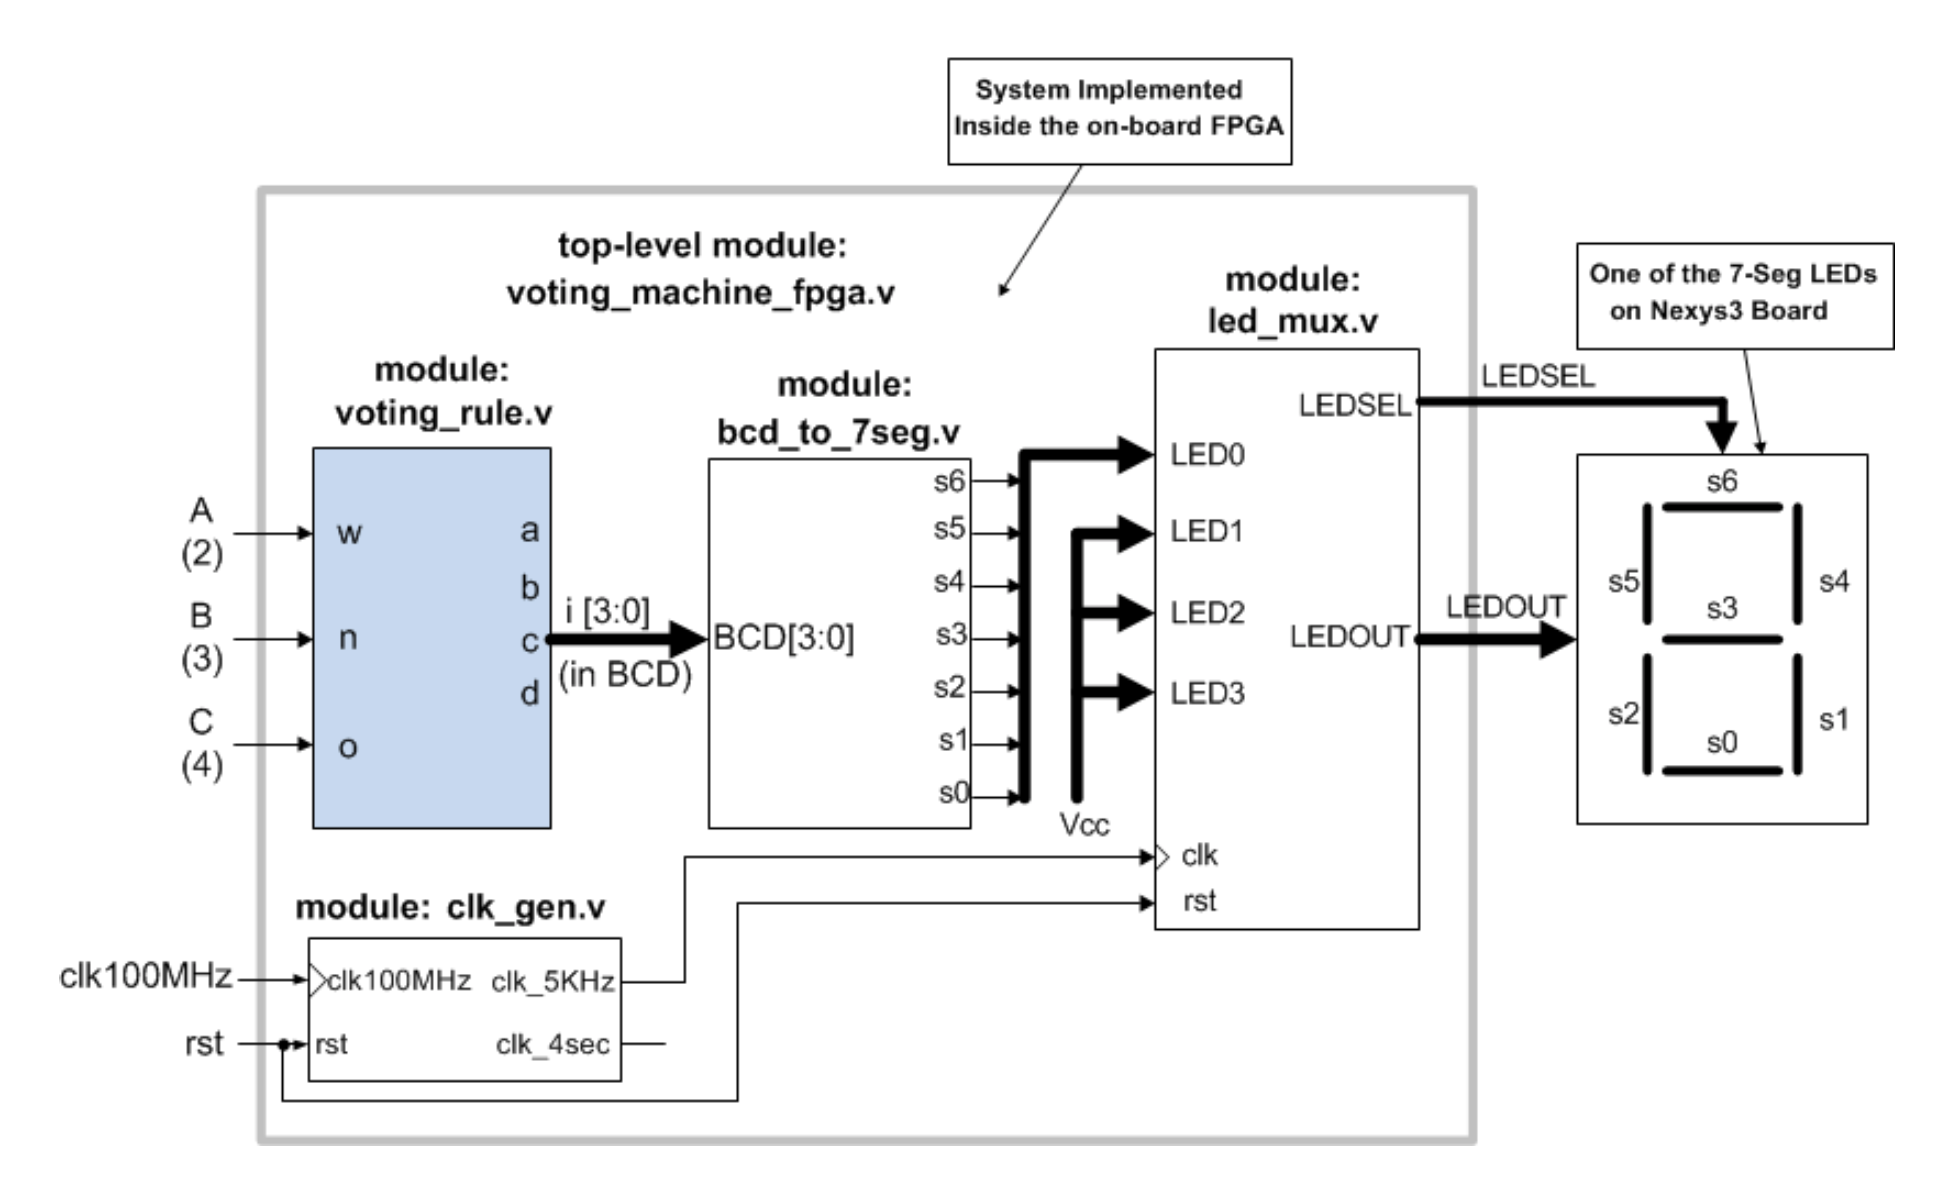 System Implemented
Inside the on-board FPGA
top-level module:
voting_machine_fpga.v
One of the 7-Seg LEDs
on Nexys3 Board
module:
voting_rule.v
A
(2)
B
(3)
C
(4)
w
n
o
a
b
c
d
i [3:0]
(in BCD)
module:
bcd_to_7seg.v
BCD[3:0]
s6
s5
s4
s3
s2
s1
s0
Vcc
module:
led_mux.v
LEDSEL
LED0
LED1
LED2
LED3
LEDOUT
clk
rst
LEDSEL
LEDOUT
s6
s5
s4
s3
s2
s1
s0
module: clk_gen.v
clk100MHz
rst
clk100MHz
clk_5KHz
rst
clk_4sec